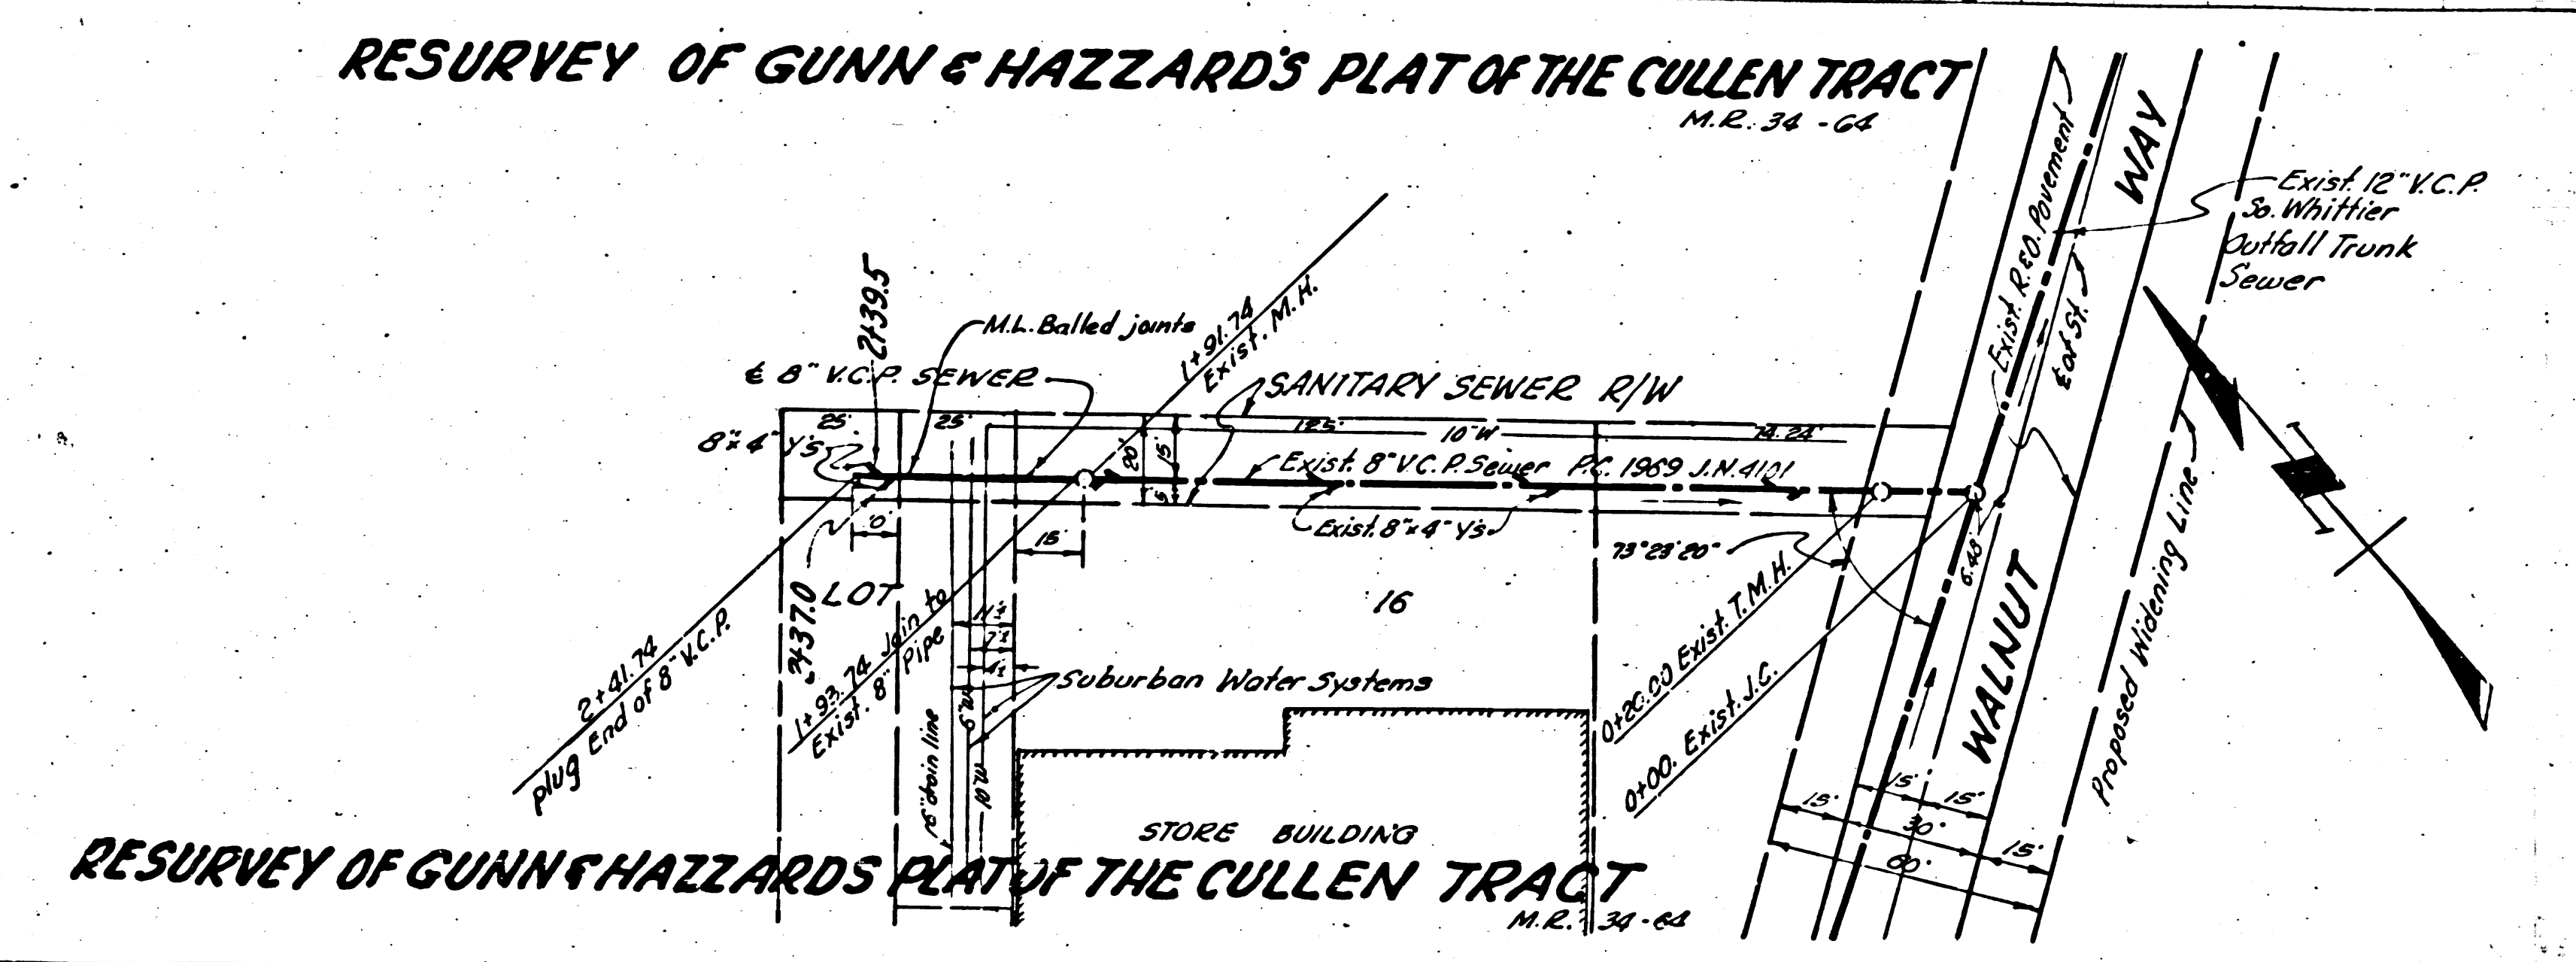 RESURVEY OF GUNN & HAZZARD'S PLAT OF THE CULLEN TRACT
M.R. 34 - 64
WAY
Exist. R.&O. Pavement
Exist. 12" V.C.P.
So. Whittier
Outfall Trunk
Sewer
℄ of St.
2+39.5
M.L. Balled joints
1+91.74
Exist. M.H.
℄ 8" V.C.P. SEWER
SANITARY SEWER R/W
25'
25'
125'
10" W
74.24'
8"x4" Y's
20'
15'
5'
Exist. 8" V.C.P. Sewer P.C. 1969 J.N. 4101
Exist. 8"x4" Y's
15'
73°23'20"
6.48'
LOT
16
2+37.0
2+41.74
plug End of 8" V.C.P.
1+93.74 Join to
Exist. 8" Pipe
Suburban Water Systems
0+20.00 Exist. T.M.H.
0+00. Exist. J.C.
WALNUT
Proposed Widening Line
drain line
6" W
10" W
15'
15'
15'
30'
15'
60'
STORE BUILDING
RESURVEY OF GUNN & HAZZARDS PLAT OF THE CULLEN TRACT
M.R. 34 - 64